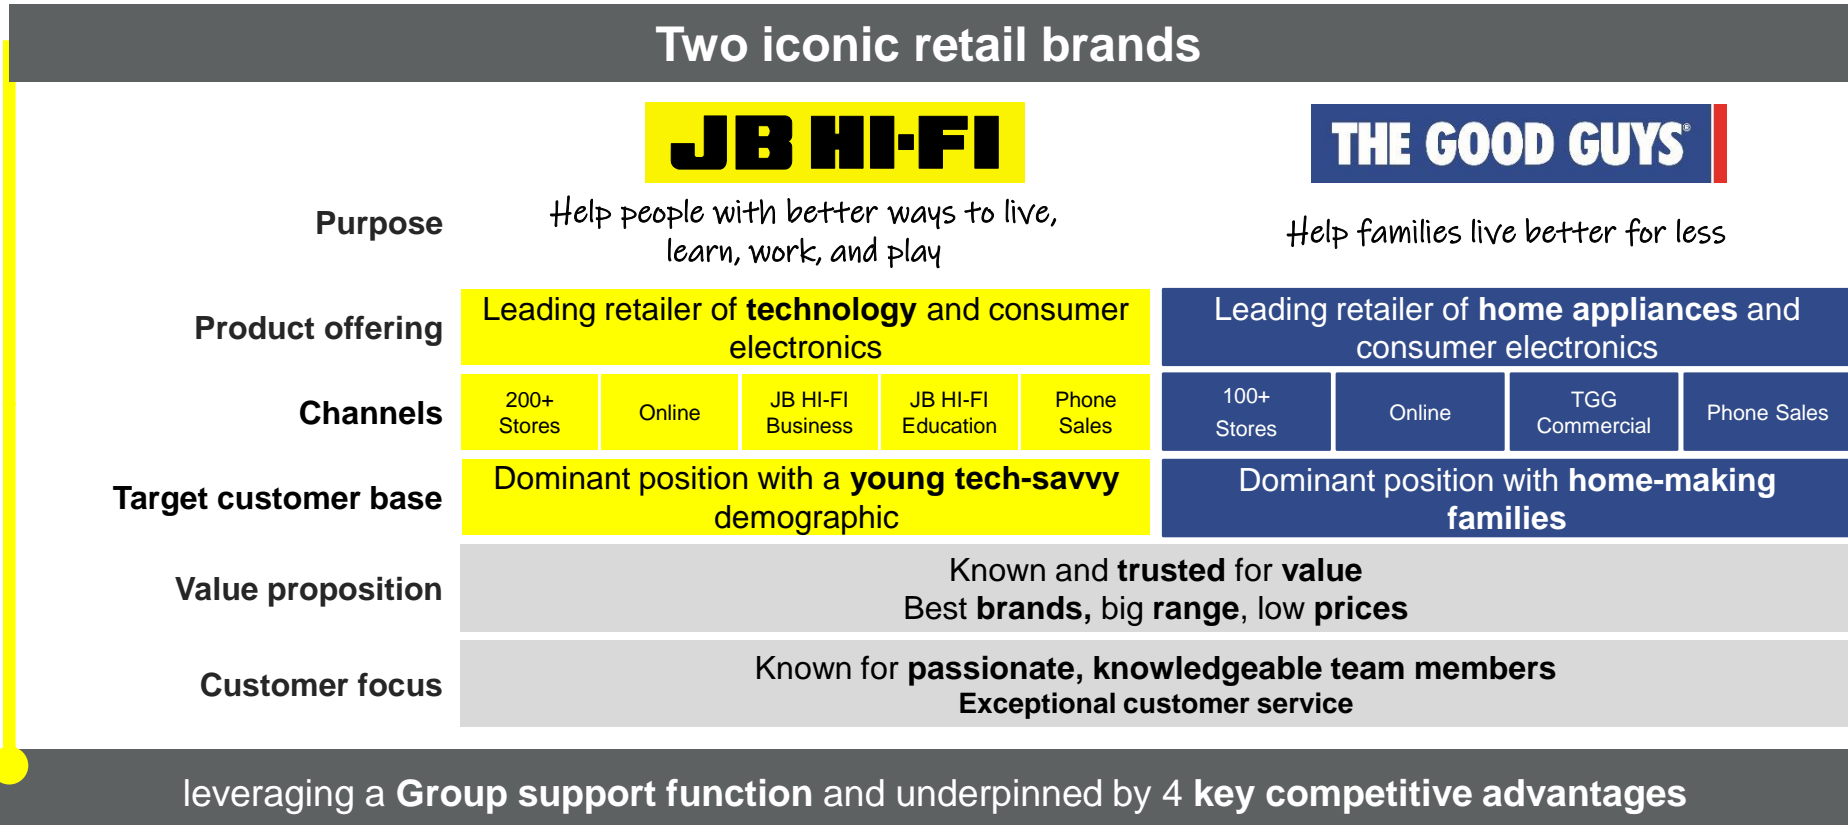 Two iconic retail brands
JB HI-FI
THE GOOD GUYS®
Purpose
Help people with better ways to live,
learn, work, and play
Help families live better for less
Product offering
Leading retailer of technology and consumer
electronics
Leading retailer of home appliances and
consumer electronics
Channels
200+
Stores
Online
JB HI-FI
Business
JB HI-FI
Education
Phone
Sales
100+
Stores
Online
TGG
Commercial
Phone Sales
Target customer base
Dominant position with a young tech-savvy
demographic
Dominant position with home-making
families
Value proposition
Known and trusted for value
Best brands, big range, low prices
Customer focus
Known for passionate, knowledgeable team members
Exceptional customer service
leveraging a Group support function and underpinned by 4 key competitive advantages